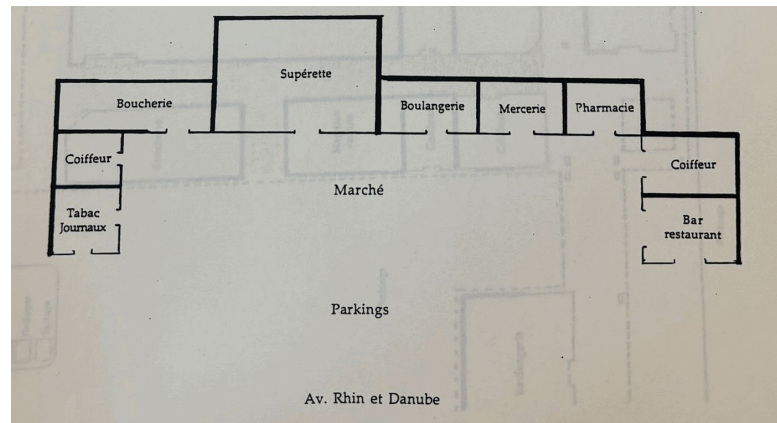 Supérette
Boucherie
Boulangerie
Mercerie
Pharmacie
Coiffeur
Coiffeur
Marché
Tabac
Journaux
Bar
restaurant
Parkings
Av. Rhin et Danube